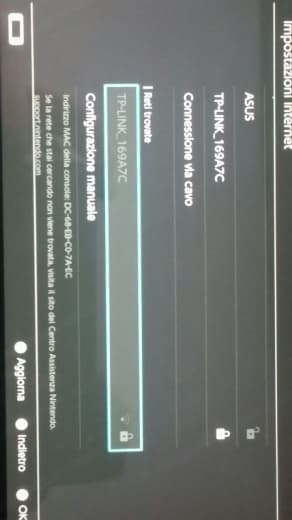 Impostazioni Internet
ASUS
TP-LINK_169A7C
Connessione via cavo
Reti trovate
TP-LINK_169A7C
Configurazione manuale
Indirizzo MAC della console: DC-68-EB-C0-7A-EC
Se la rete che stai cercando non viene trovata, visita il sito del Centro Assistenza Nintendo.
support.nintendo.com
Aggiorna Indietro OK